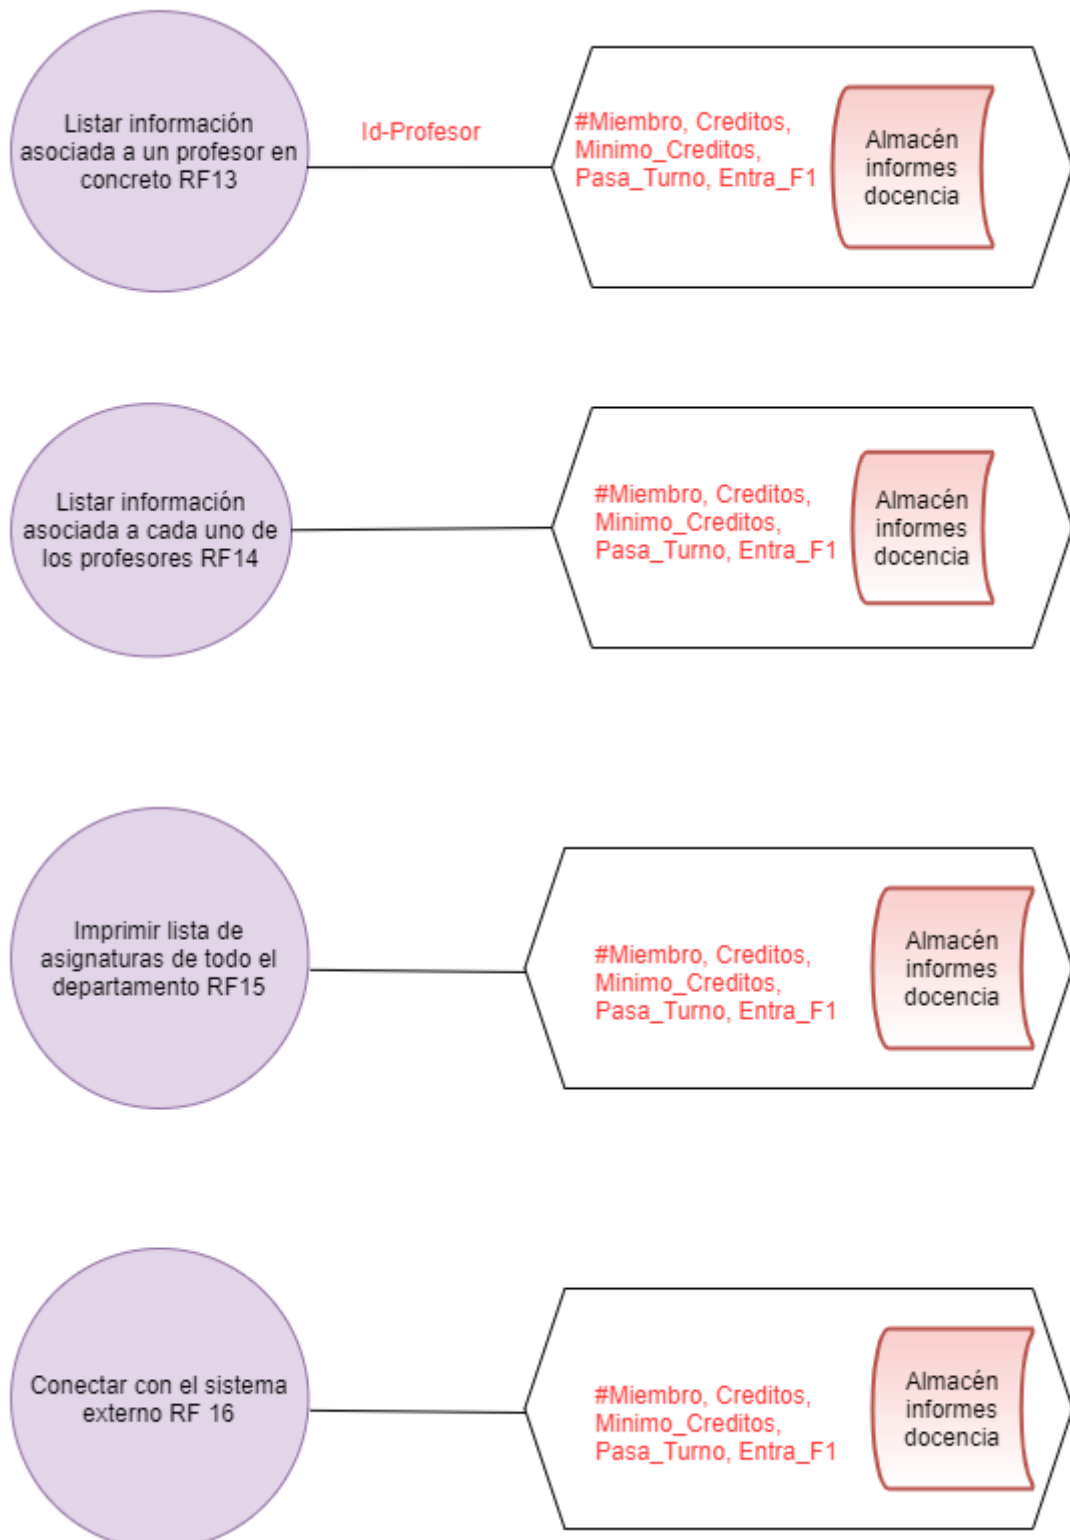 Listar información
asociada a un profesor en
concreto RF13
Id-Profesor
#Miembro, Creditos,
Minimo_Creditos,
Pasa_Turno, Entra_F1
Almacén
informes
docencia
Listar información
asociada a cada uno de
los profesores RF14
#Miembro, Creditos,
Minimo_Creditos,
Pasa_Turno, Entra_F1
Almacén
informes
docencia
Imprimir lista de
asignaturas de todo el
departamento RF15
#Miembro, Creditos,
Minimo_Creditos,
Pasa_Turno, Entra_F1
Almacén
informes
docencia
Conectar con el sistema
externo RF 16
#Miembro, Creditos,
Minimo_Creditos,
Pasa_Turno, Entra_F1
Almacén
informes
docencia